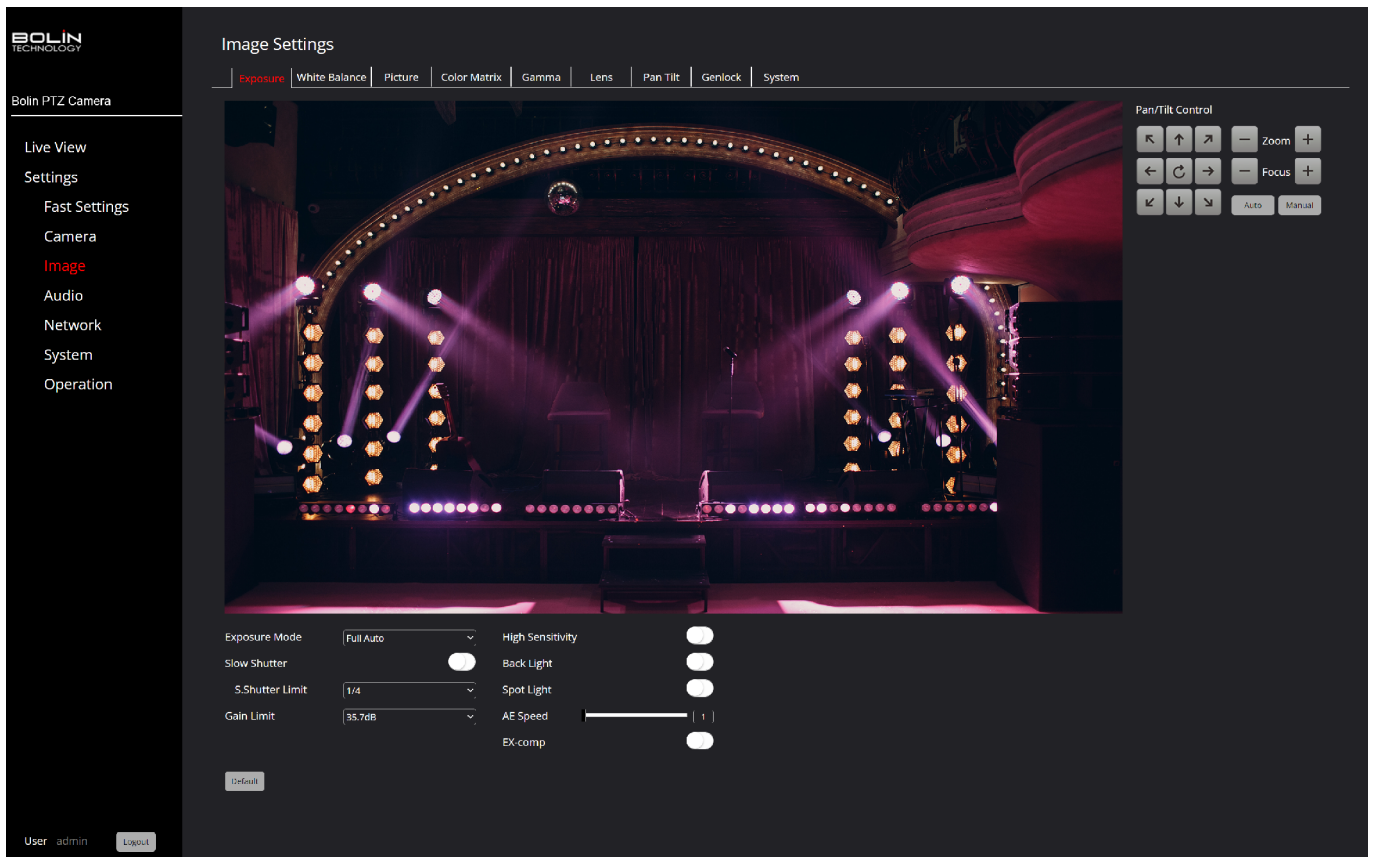 BOLIN
TECHNOLOGY
Bolin PTZ Camera
Live View
Settings
Fast Settings
Camera
Image
Audio
Network
System
Operation
User admin Logout
Image Settings
Exposure White Balance Picture Color Matrix Gamma Lens Pan Tilt Genlock System
Pan/Tilt Control
Zoom
Focus
Auto Manual
Exposure Mode Full Auto
Slow Shutter
S.Shutter Limit 1/4
Gain Limit 35.7dB
High Sensitivity
Back Light
Spot Light
AE Speed 1
EX-comp
Default